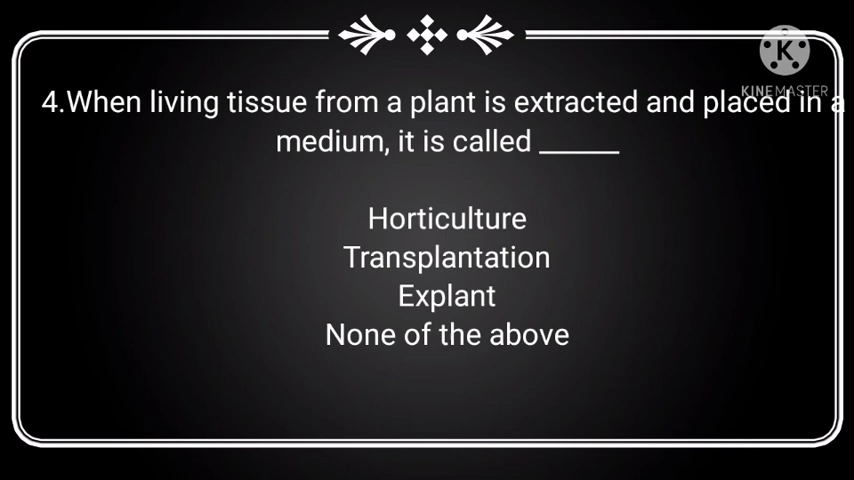 K
KINEMASTER
4.When living tissue from a plant is extracted and placed in a
medium, it is called ______
Horticulture
Transplantation
Explant
None of the above